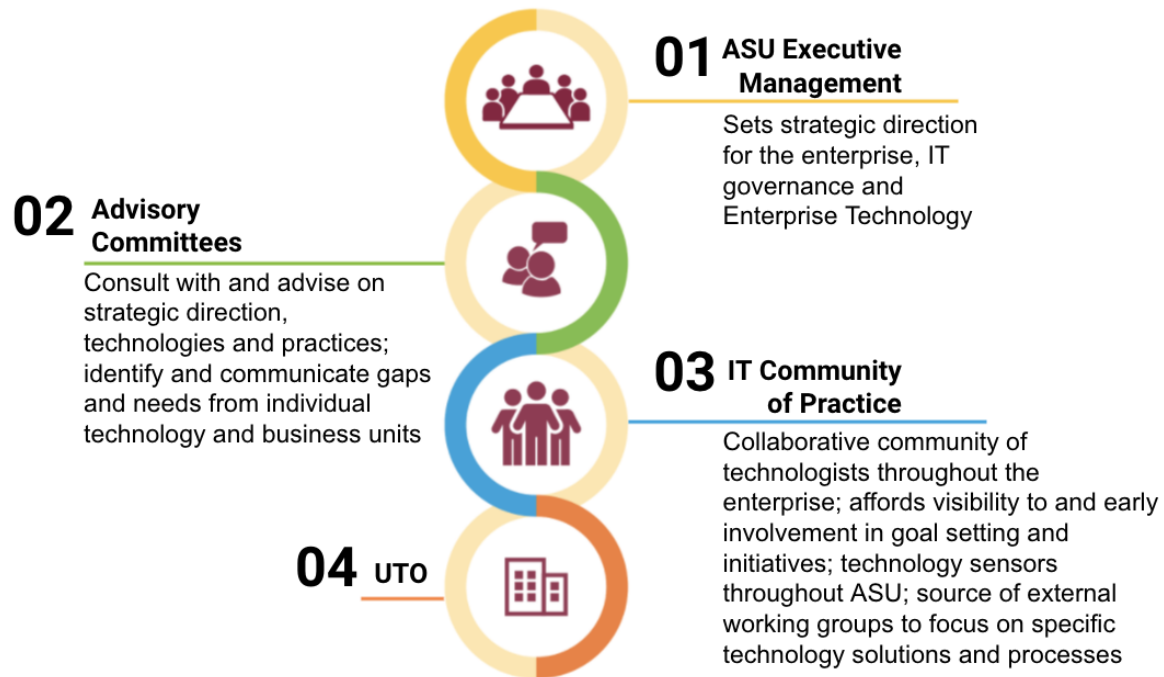 01 ASU Executive
Management
Sets strategic direction
for the enterprise, IT
governance and
Enterprise Technology
02 Advisory
Committees
Consult with and advise on
strategic direction,
technologies and practices;
identify and communicate gaps
and needs from individual
technology and business units
03 IT Community
of Practice
Collaborative community of
technologists throughout the
enterprise; affords visibility to and early
involvement in goal setting and
initiatives; technology sensors
throughout ASU; source of external
working groups to focus on specific
technology solutions and processes
04 UTO